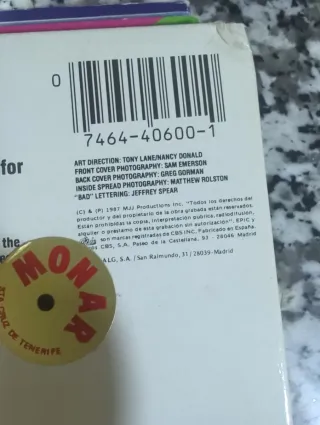 0
7464-40600-1
ART DIRECTION: TONY LANE/NANCY DONALD
FRONT COVER PHOTOGRAPHY: SAM EMERSON
BACK COVER PHOTOGRAPHY: GREG GORMAN
INSIDE SPREAD PHOTOGRAPHY: MATTHEW ROLSTON
"BAD" LETTERING: JEFFREY SPEAR
for
(C) & (P) 1987 MJJ Productions Inc. "Todos los derechos del
productor y del propietario de la obra grabada están reservados.
Están prohibidas la copia, interpretación pública, radiodifusión,
alquiler o préstamo de esta grabación sin autorización". EPIC y
son marcas registradas de CBS INC. Fabricado en España.
CBS, S.A. Paseo de la Castellana, 93 - 28046 Madrid
ALG, S.A. / San Raimundo, 31 / 28039-Madrid
the
MONAR
STA CRUZ DE TENERIFE